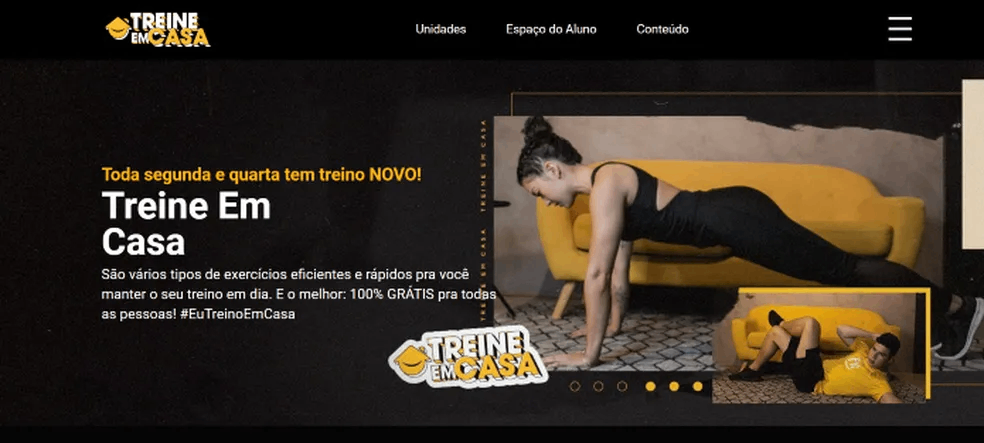 TREINE
EM CASA
Unidades Espaço do Aluno Conteúdo
Toda segunda e quarta tem treino NOVO!
Treine Em
Casa
São vários tipos de exercícios eficientes e rápidos pra você
manter o seu treino em dia. E o melhor: 100% GRÁTIS pra todas
as pessoas! #EuTreinoEmCasa
TREINE EM CASA
TREINE EM CASA
TREINE
EM CASA